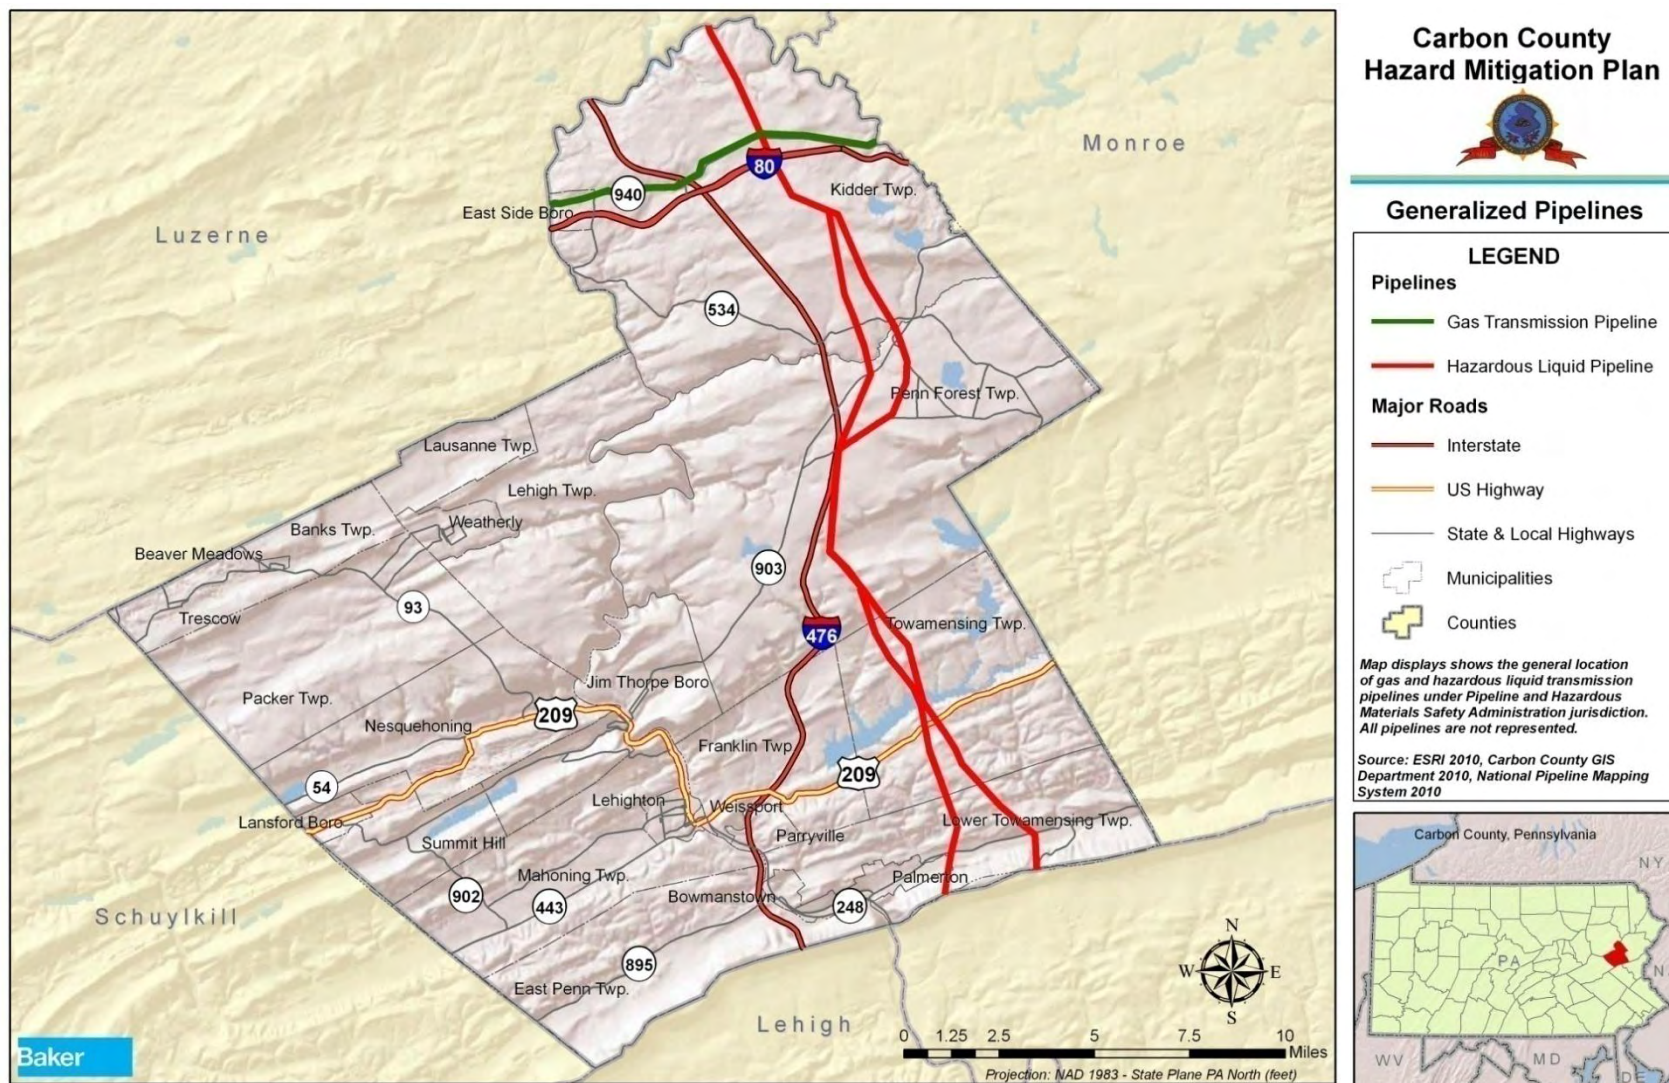 Carbon County
Hazard Mitigation Plan
Generalized Pipelines
LEGEND
Pipelines
Gas Transmission Pipeline
Hazardous Liquid Pipeline
Major Roads
Interstate
US Highway
State & Local Highways
Municipalities
Counties
Map displays shows the general location
of gas and hazardous liquid transmission
pipelines under Pipeline and Hazardous
Materials Safety Administration jurisdiction.
All pipelines are not represented.
Source: ESRI 2010, Carbon County GIS
Department 2010, National Pipeline Mapping
System 2010
Carbon County, Pennsylvania
NY
PA
N
WV
MD
DE
Monroe
80
940
Kidder Twp.
East Side Boro
Luzerne
534
Penn Forest Twp.
Lausanne Twp.
Lehigh Twp.
Weatherly
Banks Twp.
Beaver Meadows
903
93
Trescow
476
Towamensing Twp.
Jim Thorpe Boro
Packer Twp.
209
Nesquehoning
Franklin Twp.
209
54
Lehighton
Weissport
Lansford Boro
Parryville
Lower Towamensing Twp.
Summit Hill
Mahoning Twp.
Palmerton
902
443
Bowmanstown
248
Schuylkill
895
East Penn Twp.
Lehigh
N
W
E
S
0 1.25 2.5 5 7.5 10
Miles
Projection: NAD 1983 - State Plane PA North (feet)
Baker